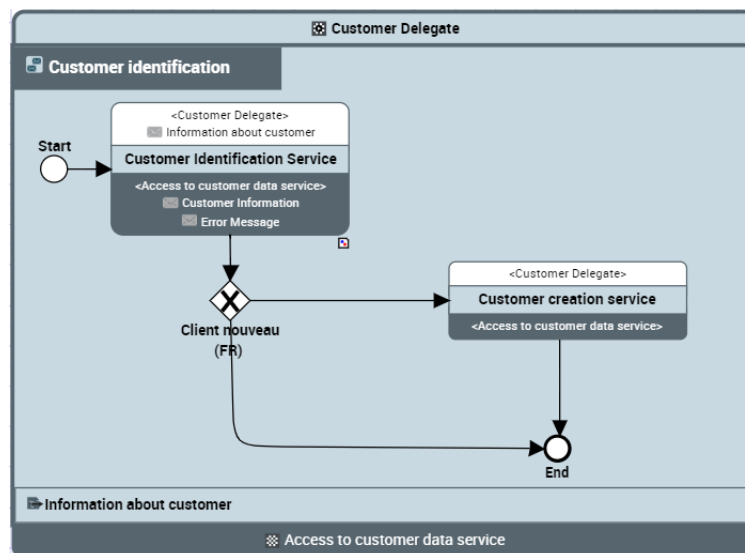 Customer Delegate
Customer identification
<Customer Delegate>
Information about customer
Start
Customer Identification Service
<Access to customer data service>
Customer Information
Error Message
<Customer Delegate>
Customer creation service
<Access to customer data service>
Client nouveau
(FR)
End
Information about customer
Access to customer data service